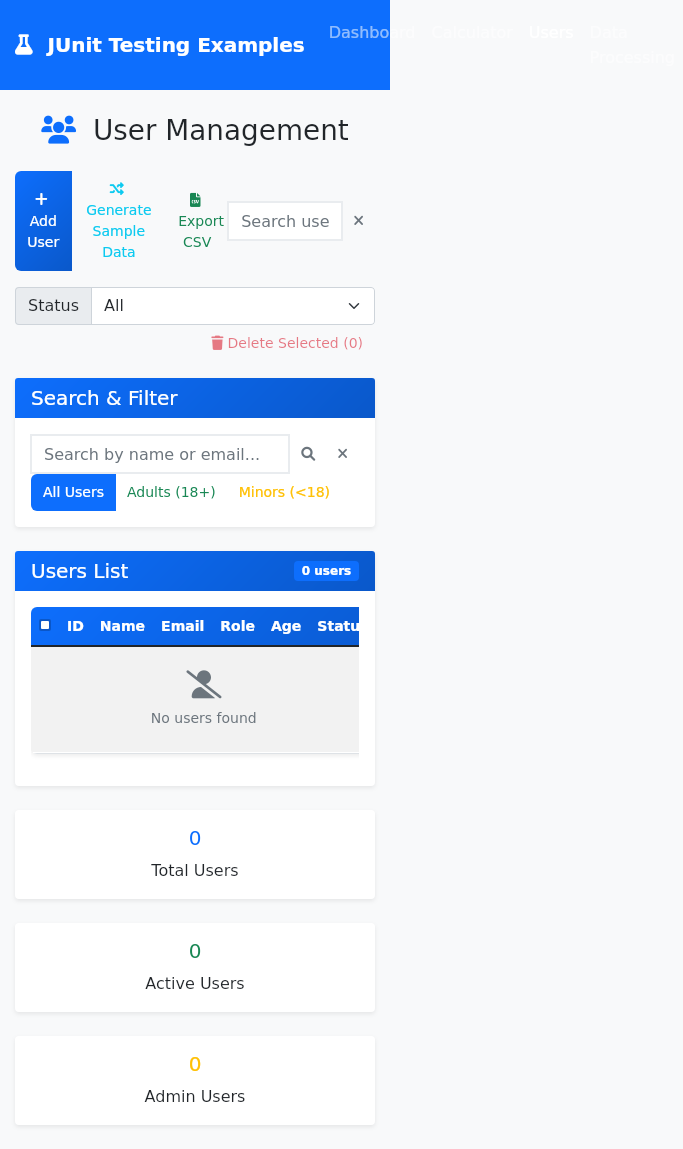 JUnit Testing Examples
Dashboard Calculator Users Data
Processing
User Management
Add
User
Generate
Sample
Data
Export
CSV
Search use
Status All
Delete Selected (0)
Search & Filter
Search by name or email...
All Users Adults (18+) Minors (<18)
Users List 0 users
ID Name Email Role Age Statu
No users found
0
Total Users
0
Active Users
0
Admin Users